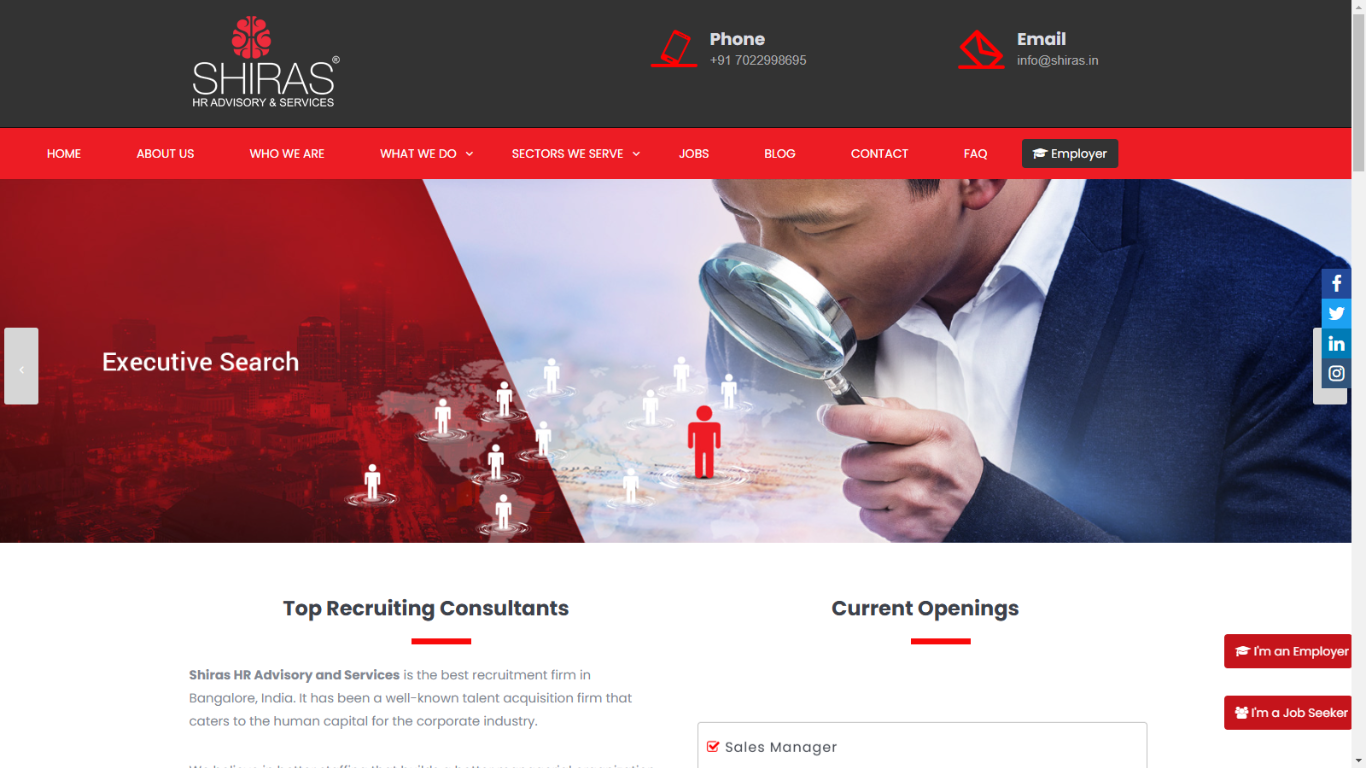 SHIRAS®
HR ADVISORY & SERVICES
Phone
+91 7022998695
Email
info@shiras.in
HOME
ABOUT US
WHO WE ARE
WHAT WE DO
SECTORS WE SERVE
JOBS
BLOG
CONTACT
FAQ
Employer
Executive Search
Top Recruiting Consultants
Shiras HR Advisory and Services is the best recruitment firm in
Bangalore, India. It has been a well-known talent acquisition firm that
caters to the human capital for the corporate industry.
Current Openings
Sales Manager
I'm an Employer
I'm a Job Seeker